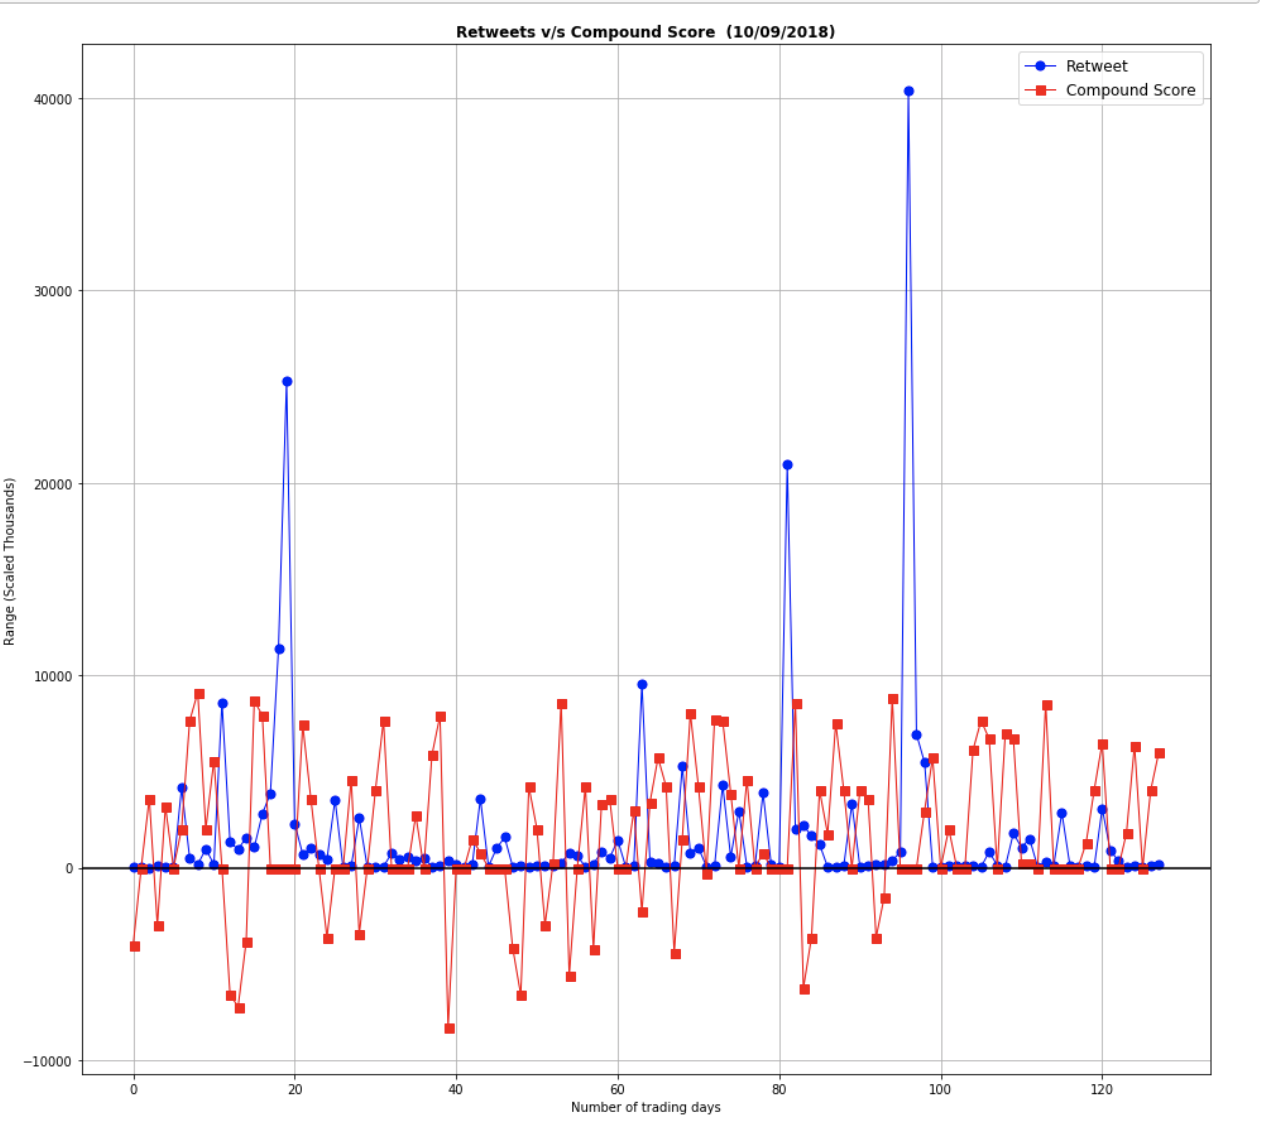 Retweets v/s Compound Score (10/09/2018)
Retweet
Compound Score
40000
30000
20000
10000
0
−10000
Range (Scaled Thousands)
0 20 40 60 80 100 120
Number of trading days